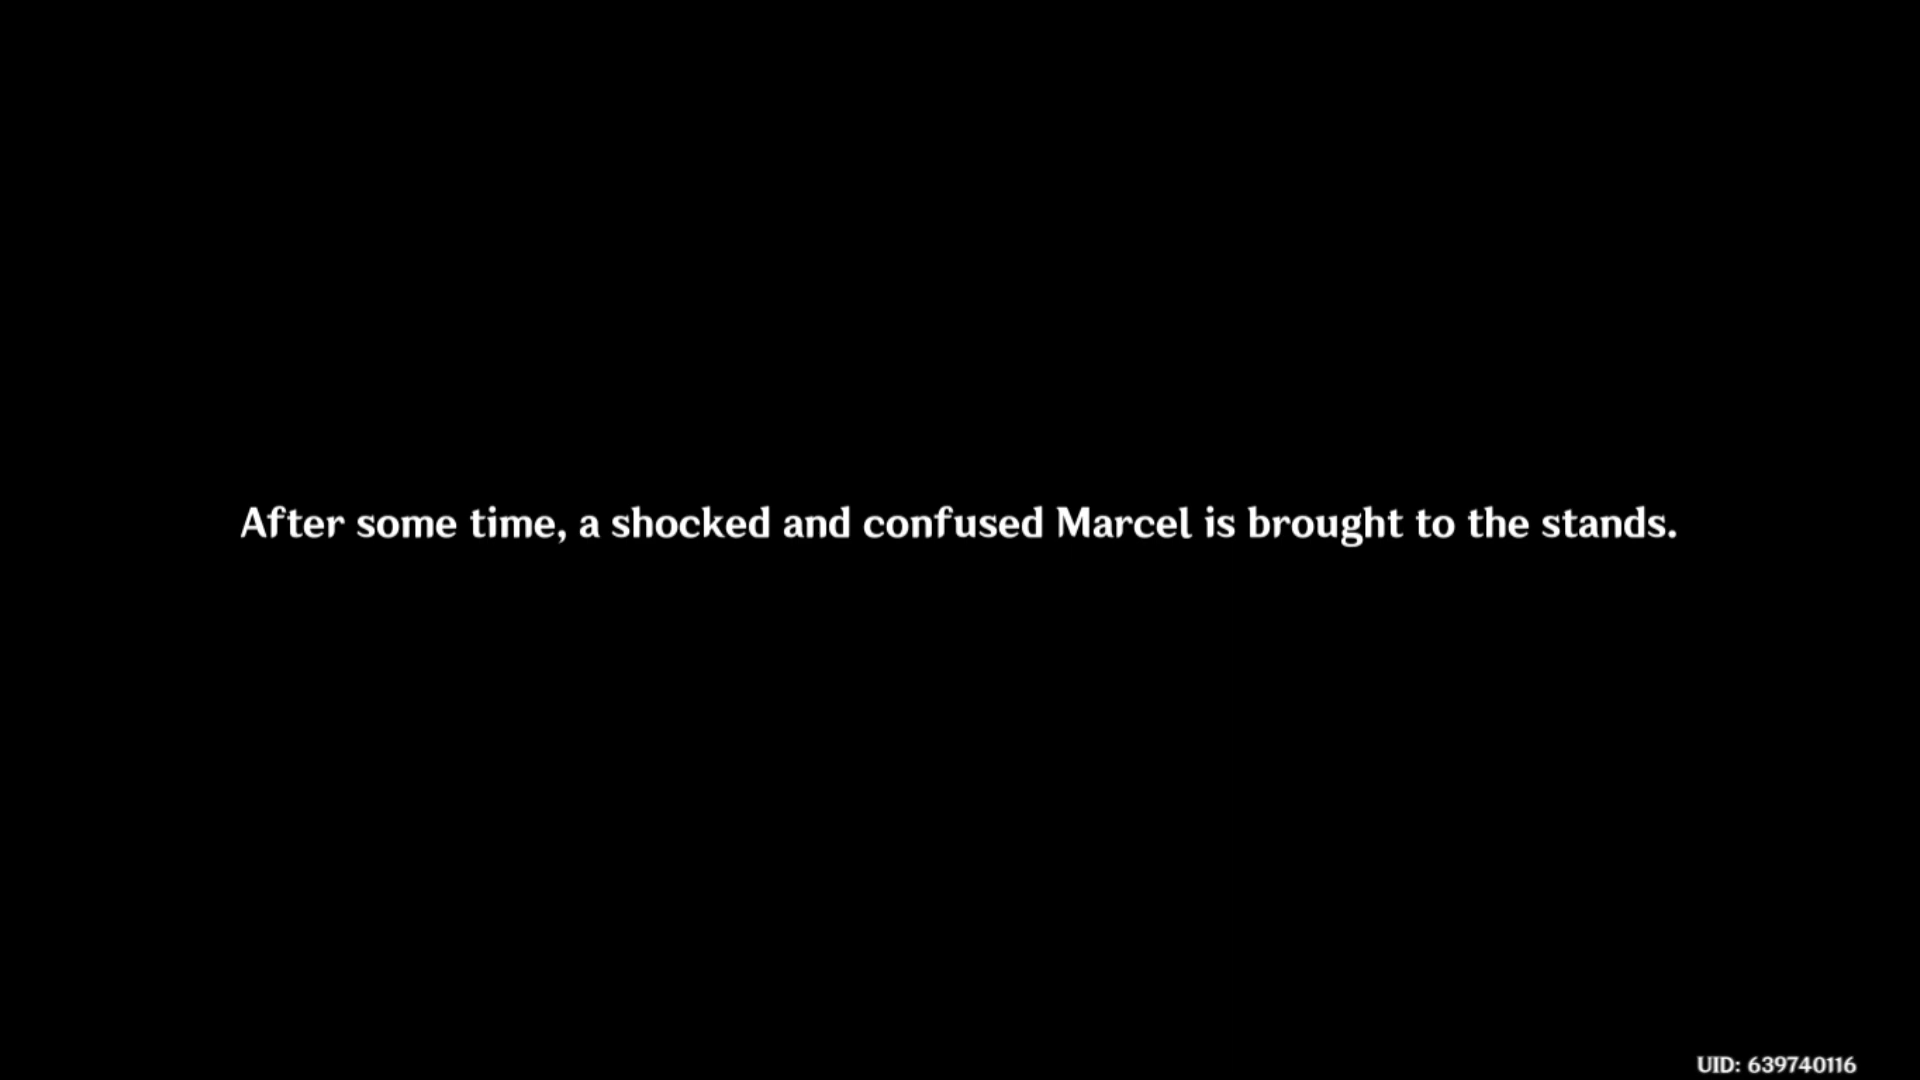 After some time, a shocked and confused Marcel is brought to the stands.
UID: 639740116